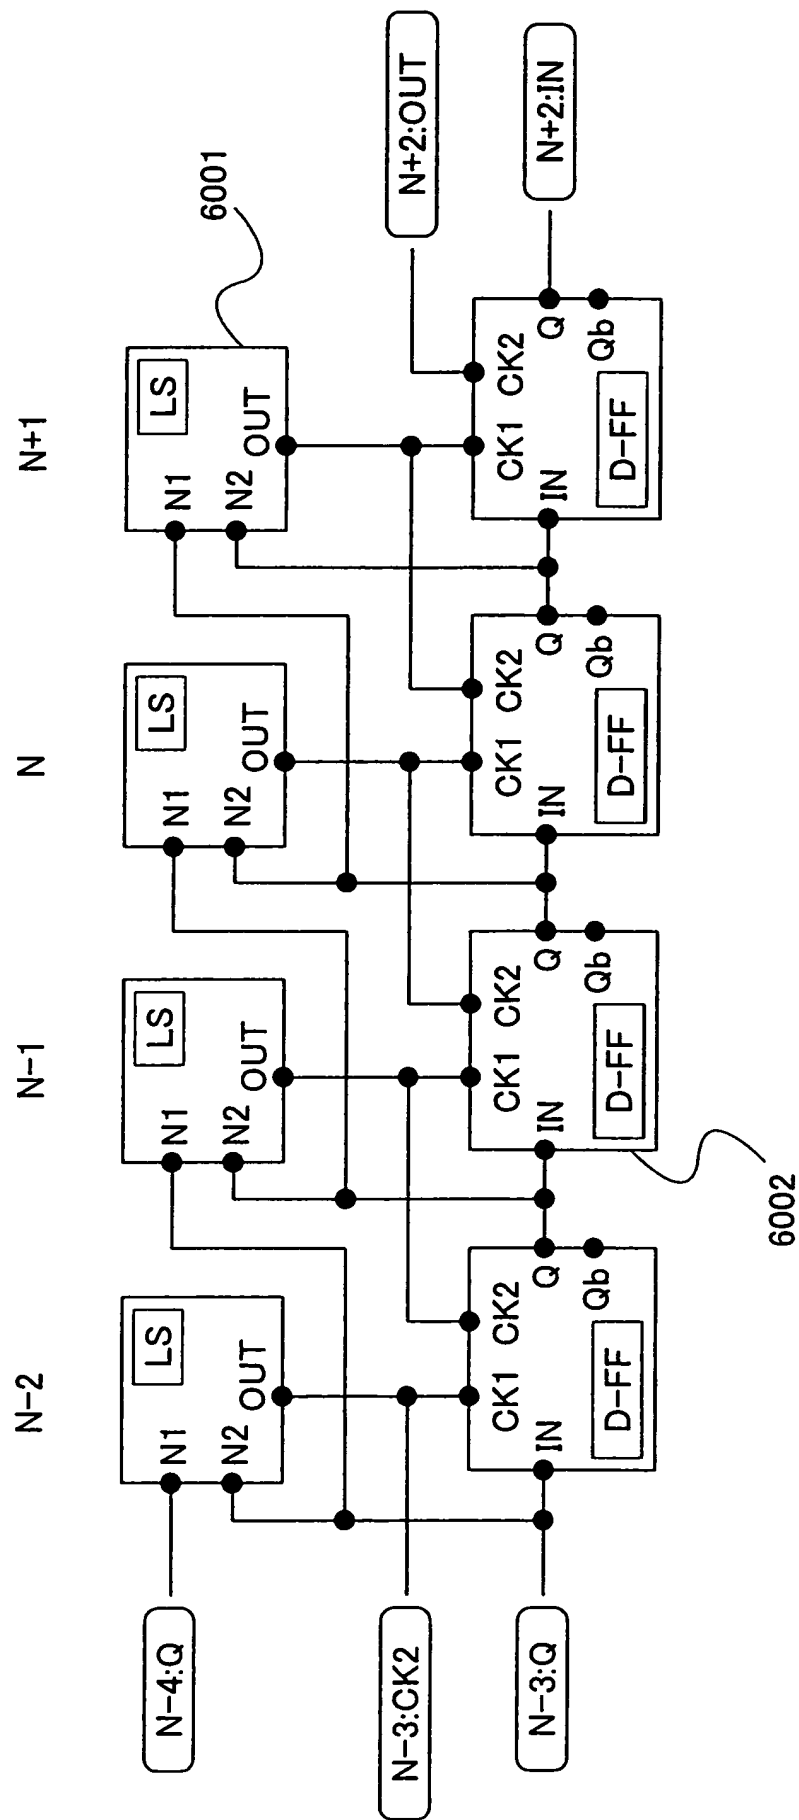 N-2
N-1
N
N+1
6001
LS
N1
N2
OUT
LS
N1
N2
OUT
LS
N1
N2
OUT
LS
N1
N2
OUT
N-4:Q
N-3:CK2
N-3:Q
N+2:OUT
N+2:IN
CK1
CK2
IN
Q
Qb
D-FF
CK1
CK2
IN
Q
Qb
D-FF
CK1
CK2
IN
Q
Qb
D-FF
CK1
CK2
IN
Q
Qb
D-FF
6002